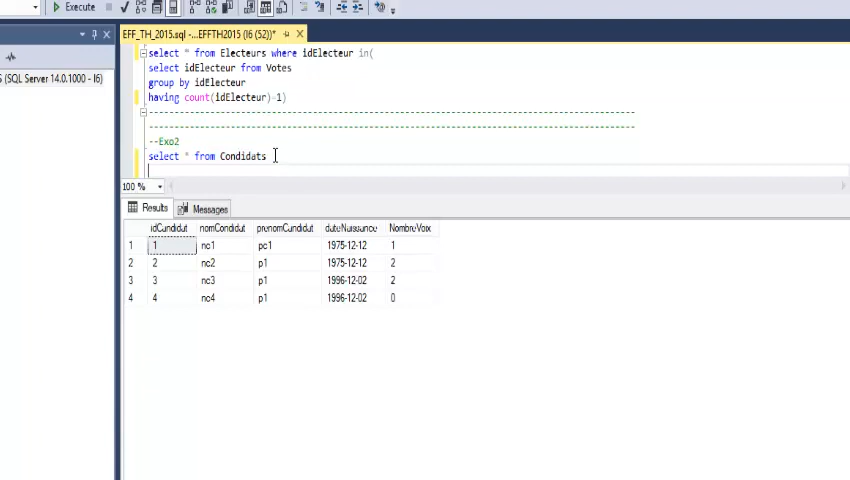 Execute
EFF_TH_2015.sql -...EFFTH2015 (I6 (52))*
S (SQL Server 14.0.1000 - I6)
select * from Electeurs where idElecteur in(
select idElecteur from Votes
group by idElecteur
having count(idElecteur)=1)
--------------------------------------------------------------------------------
--------------------------------------------------------------------------------
--Exo2
select * from Condidats
100 %
Results Messages
idCandidat nomCondidat prenomCandidat dateNaissance NombreVoix
1 1 nc1 pc1 1975-12-12 1
2 2 nc2 p1 1975-12-12 2
3 3 nc3 p1 1996-12-02 2
4 4 nc4 p1 1996-12-02 0